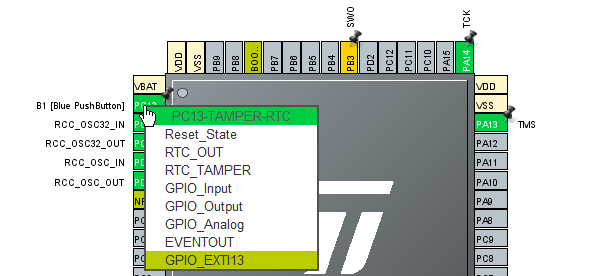 SWO
TCK
VDD
VSS
PB9
PB8
BOO..
PB7
PB6
PB5
PB4
PB3
PD2
PC12
PC11
PC10
PA15
PA14
VBAT
VDD
B1 [Blue PushButton]
PC13
VSS
RCC_OSC32_IN
PA13
TMS
RCC_OSC32_OUT
PA12
RCC_OSC_IN
PA11
RCC_OSC_OUT
PA10
PA9
PA8
PC9
PC8
PC13-TAMPER-RTC
Reset_State
RTC_OUT
RTC_TAMPER
GPIO_Input
GPIO_Output
GPIO_Analog
EVENTOUT
GPIO_EXTI13